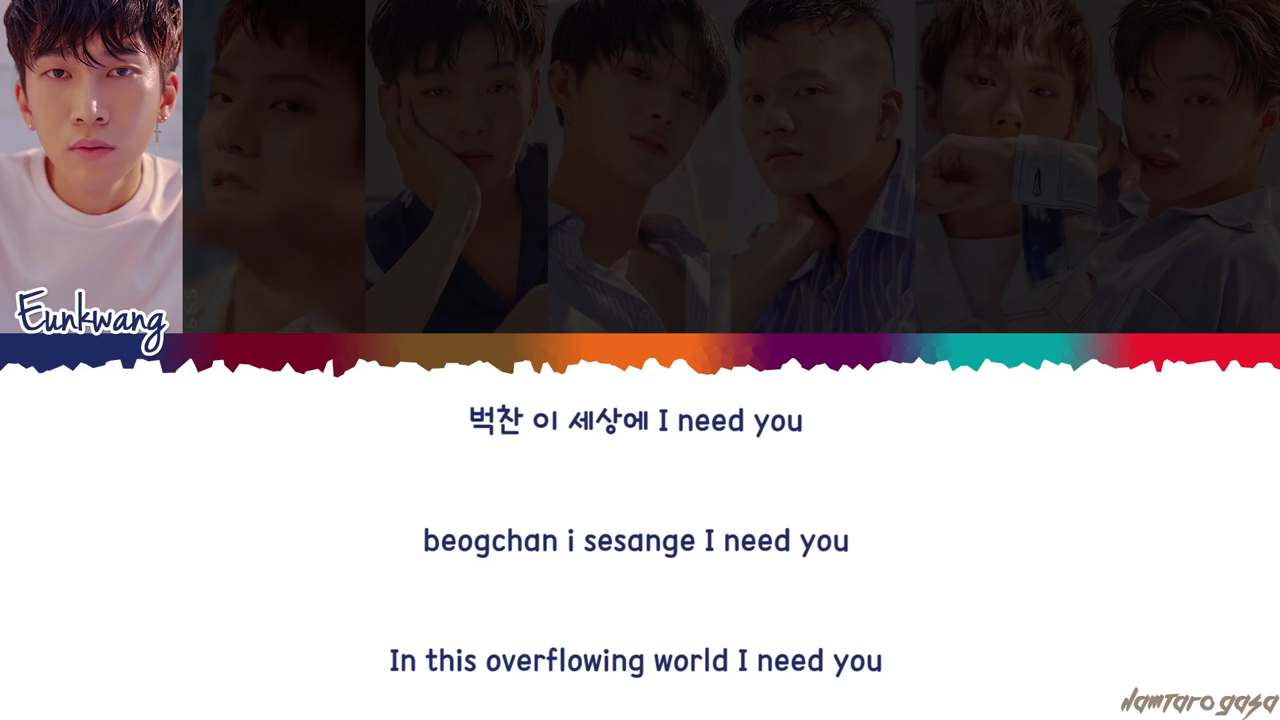 Eunkwang
벅찬 이 세상에 I need you
beogchan i sesange I need you
In this overflowing world I need you
Namtaro gasa